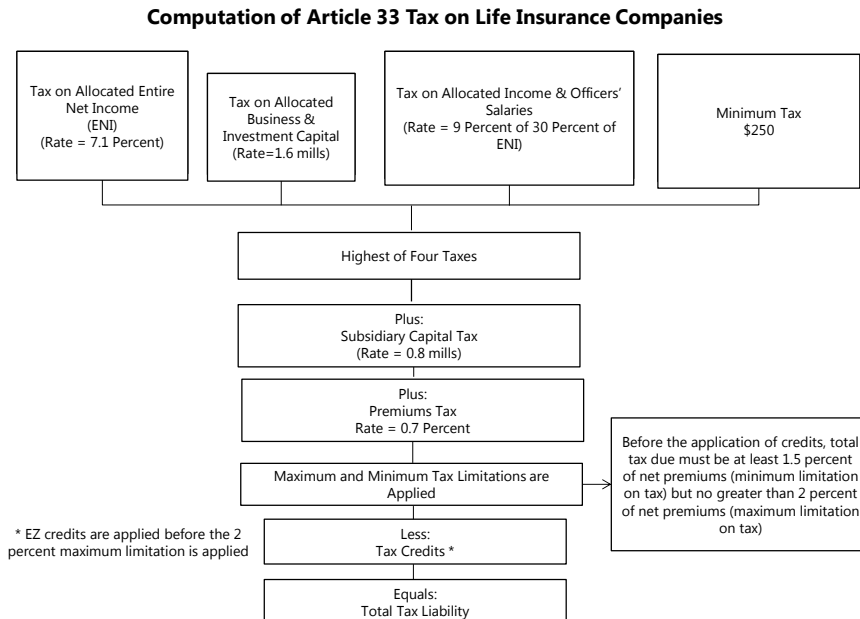 Computation of Article 33 Tax on Life Insurance Companies
Tax on Allocated Entire
Net Income
(ENI)
(Rate = 7.1 Percent)
Tax on Allocated
Business &
Investment Capital
(Rate=1.6 mills)
Tax on Allocated Income & Officers’
Salaries
(Rate = 9 Percent of 30 Percent of
ENI)
Minimum Tax
$250
Highest of Four Taxes
Plus:
Subsidiary Capital Tax
(Rate = 0.8 mills)
Plus:
Premiums Tax
Rate = 0.7 Percent
Maximum and Minimum Tax Limitations are
Applied
Before the application of credits, total
tax due must be at least 1.5 percent
of net premiums (minimum limitation
on tax) but no greater than 2 percent
of net premiums (maximum limitation
on tax)
* EZ credits are applied before the 2
percent maximum limitation is applied
Less:
Tax Credits *
Equals:
Total Tax Liability